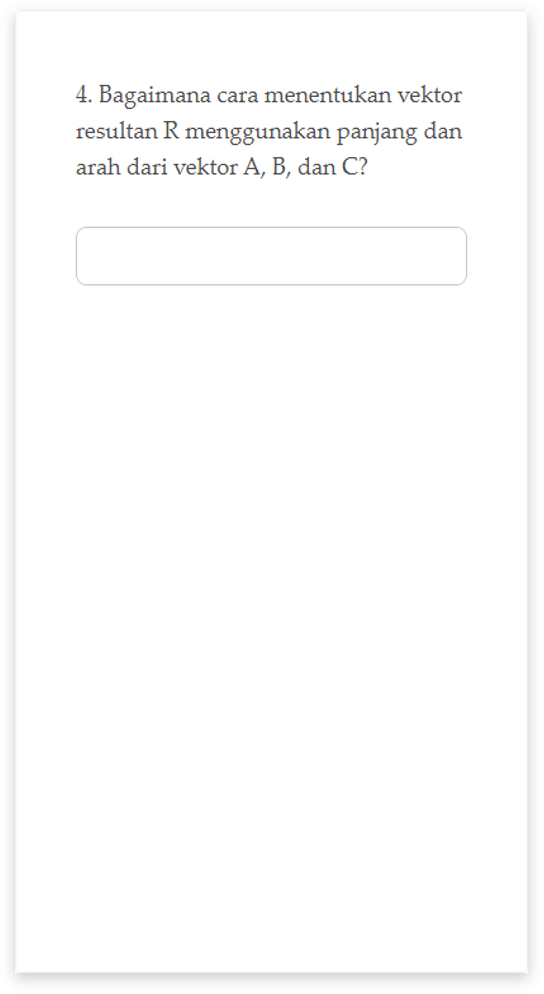 4. Bagaimana cara menentukan vektor
resultan R menggunakan panjang dan
arah dari vektor A, B, dan C?